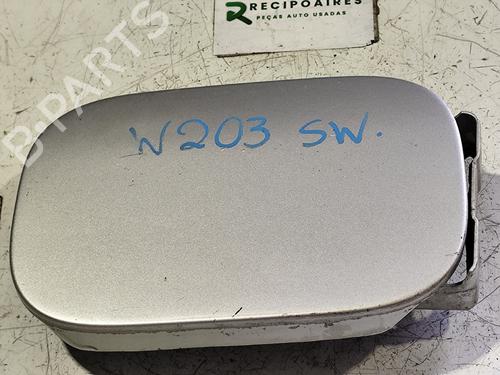 RECIPOAIRES
PEÇAS AUTO USADAS
B-PARTS
W203 SW.